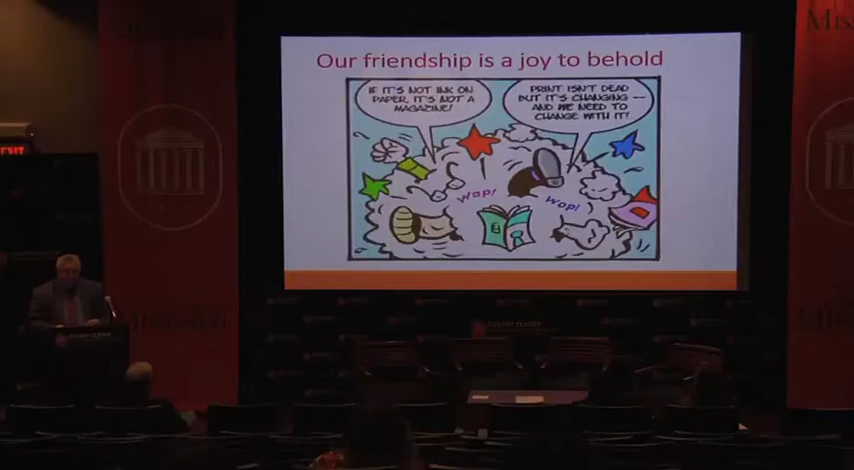 Our friendship is a joy to behold
IF IT'S NOT INK ON
PAPER, IT'S NOT A
MAGAZINE!
PRINT ISN'T DEAD
BUT IT'S CHANGING —
AND WE NEED TO
CHANGE WITH IT!
WAP!
WOP!
EXIT